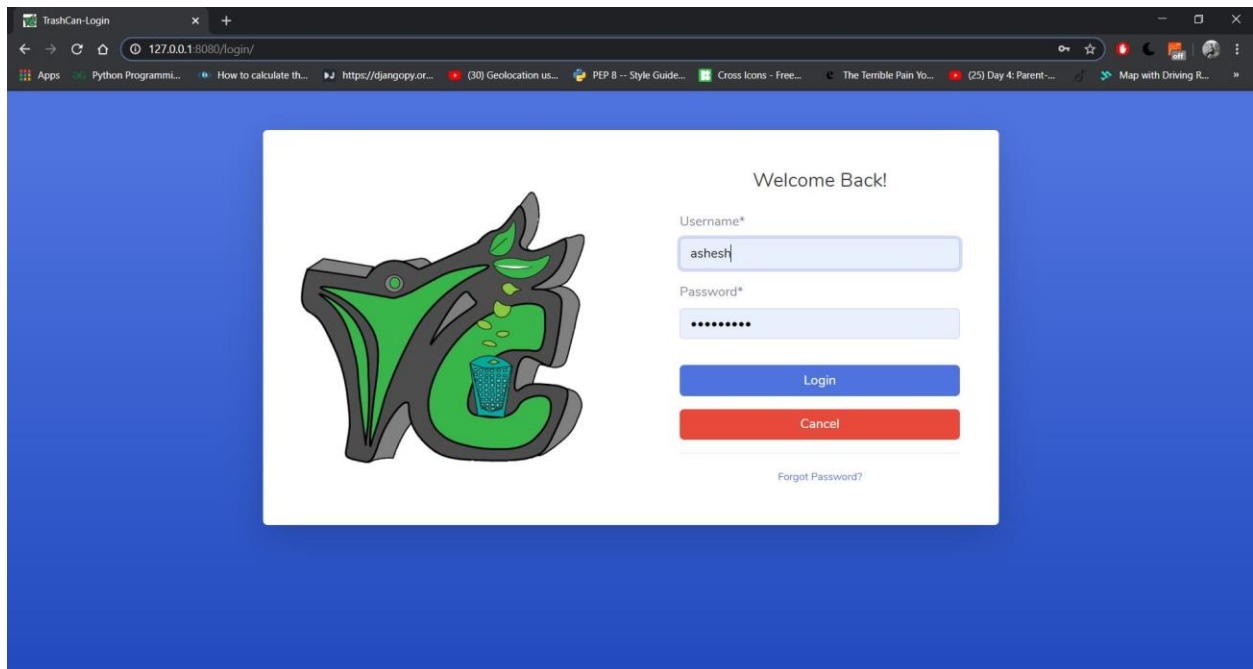 TrashCan-Login
127.0.0.1:8080/login/
Apps Python Programmi... How to calculate th... https://djangopy.or... (30) Geolocation us... PEP 8 -- Style Guide... Cross Icons - Free... The Terrible Pain Yo... (25) Day 4: Parent-... Map with Driving R... »
off
Welcome Back!
Username*
ashesh
Password*
•••••••••
Login
Cancel
Forgot Password?
TC